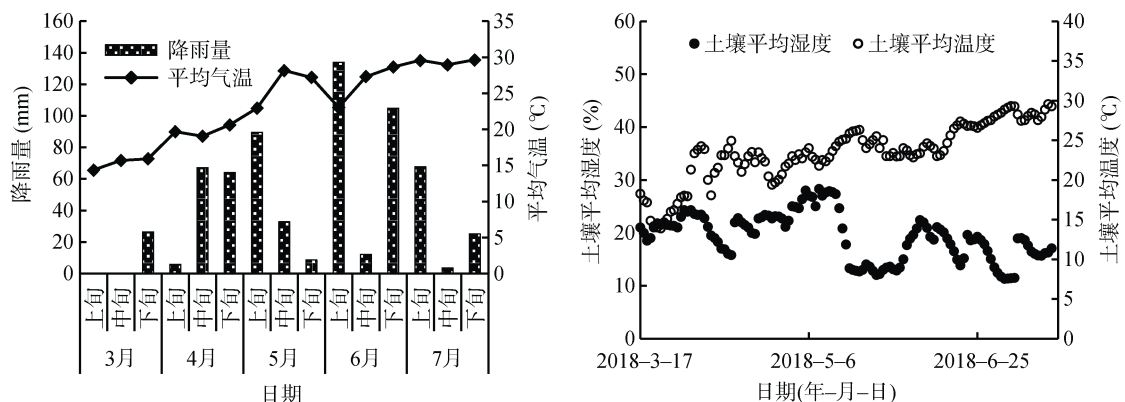 160
140
120
100
80
60
40
20
0
降雨量 (mm)
35
30
25
20
15
10
5
0
平均气温 (℃)
降雨量
平均气温
上旬 中旬 下旬 上旬 中旬 下旬 上旬 中旬 下旬 上旬 中旬 下旬 上旬 中旬 下旬
3月 4月 5月 6月 7月
日期
60
50
40
30
20
10
0
土壤平均湿度 (%)
40
35
30
25
20
15
10
5
0
土壤平均温度 (℃)
土壤平均湿度 土壤平均温度
2018–3–17 2018–5–6 2018–6–25
日期(年–月–日)